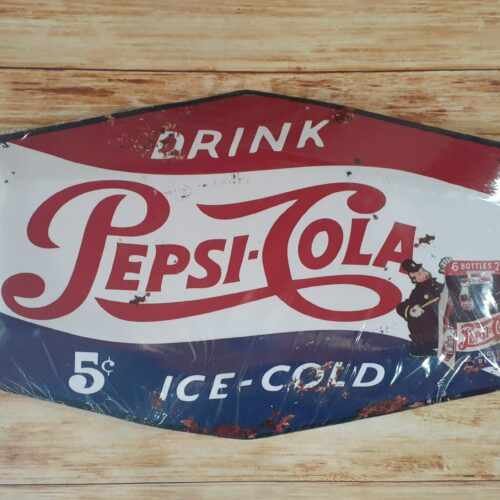 DRINK
PEPSI-COLA
6 BOTTLES
5¢
ICE-COLD